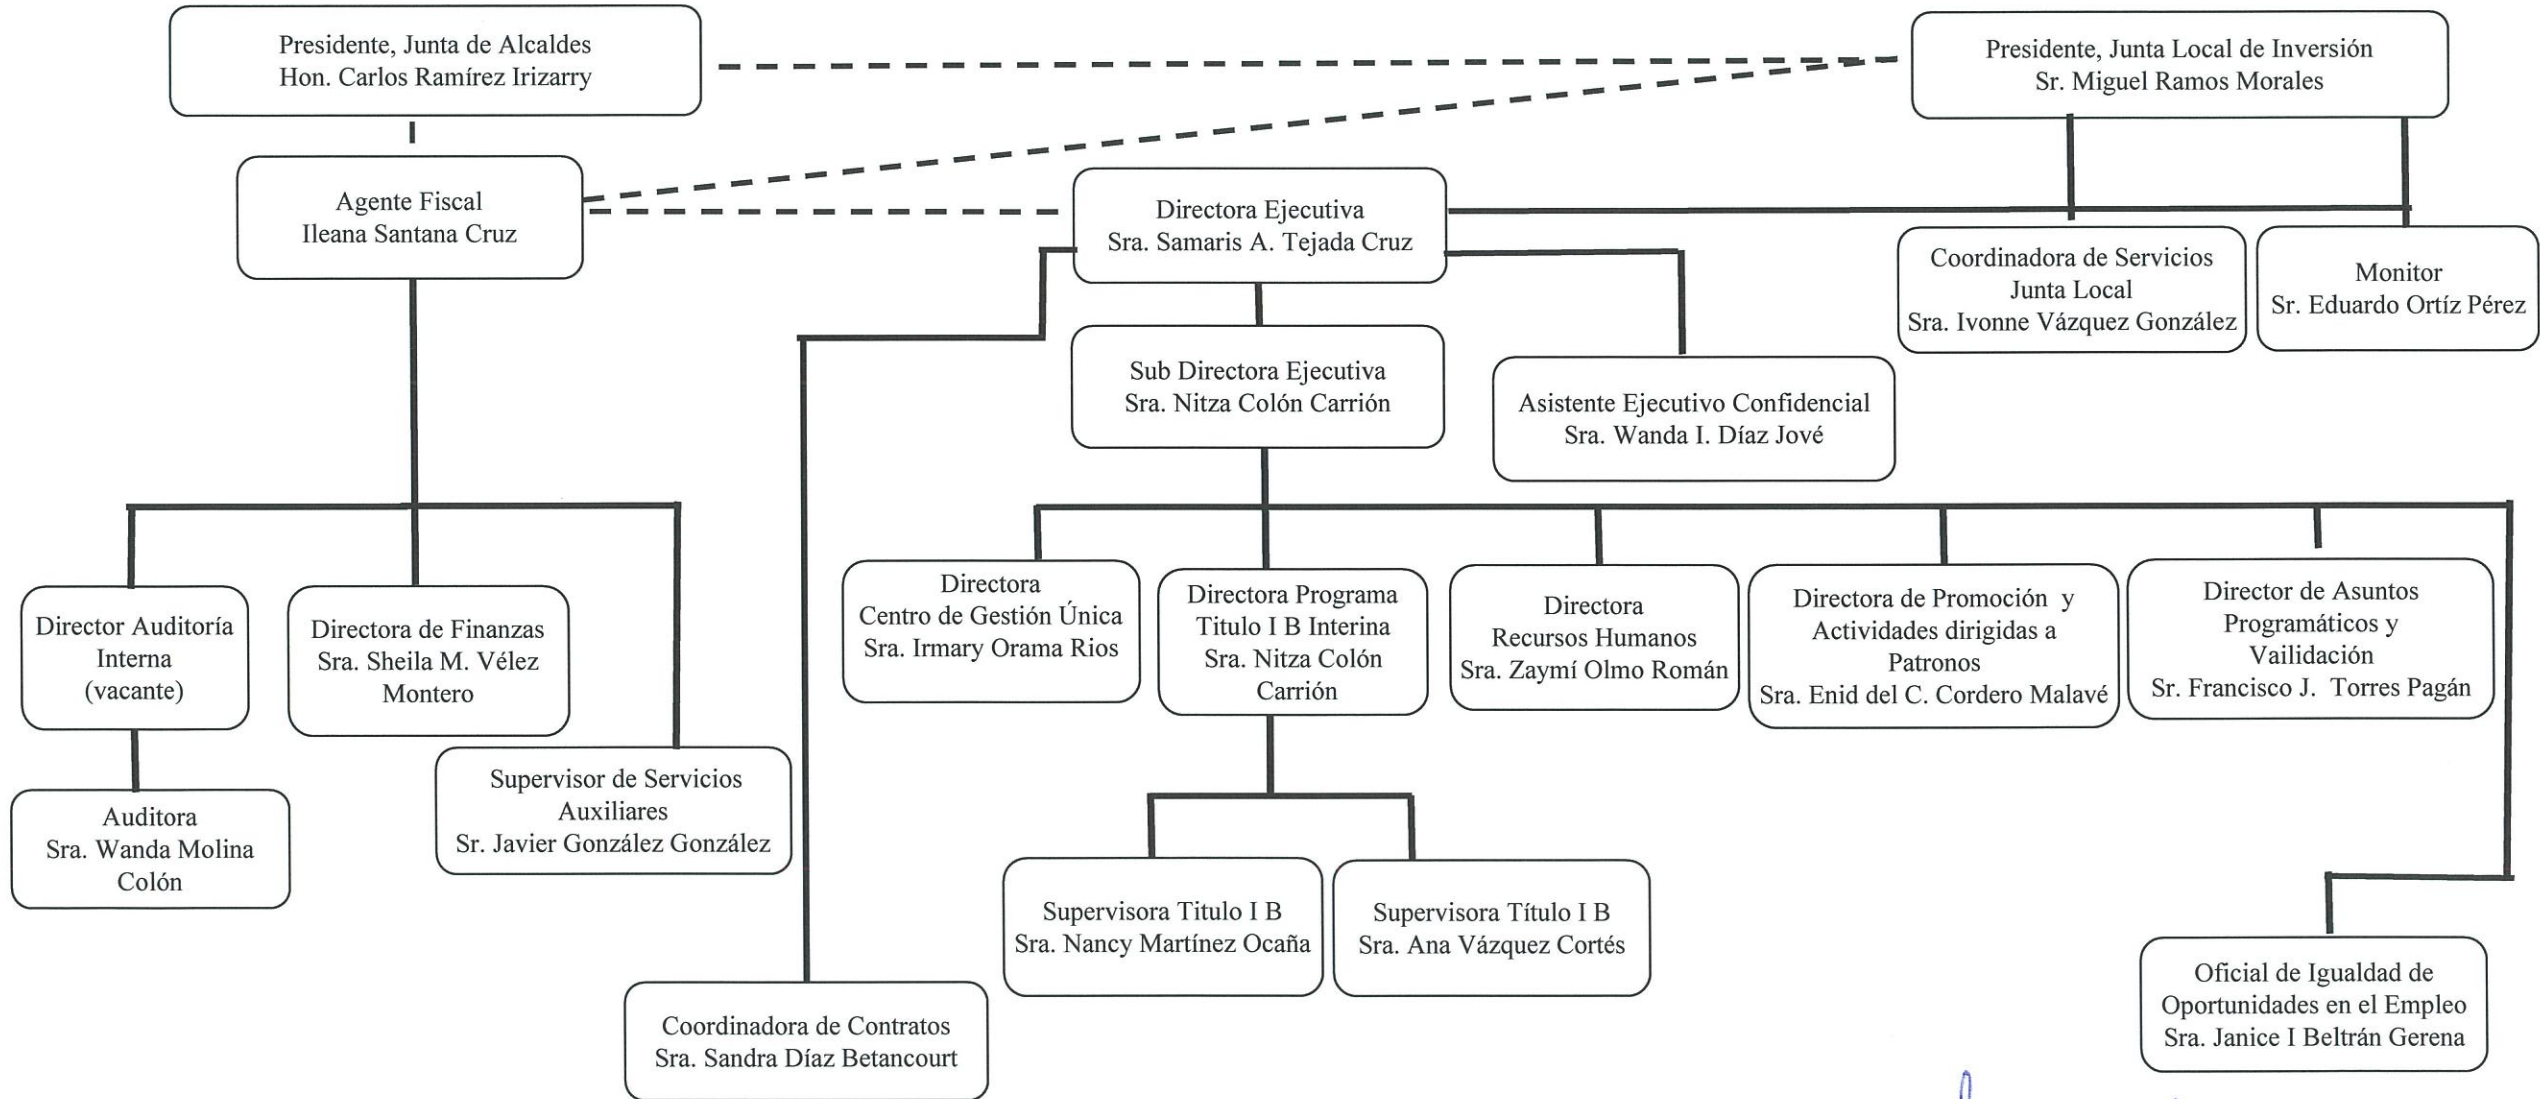 Presidente, Junta de Alcaldes
Hon. Carlos Ramírez Irizarry
Presidente, Junta Local de Inversión
Sr. Miguel Ramos Morales
Agente Fiscal
Ileana Santana Cruz
Directora Ejecutiva
Sra. Samaris A. Tejada Cruz
Coordinadora de Servicios
Junta Local
Sra. Ivonne Vázquez González
Monitor
Sr. Eduardo Ortíz Pérez
Sub Directora Ejecutiva
Sra. Nitza Colón Carrión
Asistente Ejecutivo Confidencial
Sra. Wanda I. Díaz Jové
Director Auditoría
Interna
(vacante)
Directora de Finanzas
Sra. Sheila M. Vélez
Montero
Directora
Centro de Gestión Única
Sra. Irmary Orama Rios
Directora Programa
Titulo I B Interina
Sra. Nitza Colón
Carrión
Directora
Recursos Humanos
Sra. Zaymí Olmo Román
Directora de Promoción y
Actividades dirigidas a
Patronos
Sra. Enid del C. Cordero Malavé
Director de Asuntos
Programáticos y
Vailidación
Sr. Francisco J. Torres Pagán
Supervisor de Servicios
Auxiliares
Sr. Javier González González
Auditora
Sra. Wanda Molina
Colón
Supervisora Titulo I B
Sra. Nancy Martínez Ocaña
Supervisora Título I B
Sra. Ana Vázquez Cortés
Coordinadora de Contratos
Sra. Sandra Díaz Betancourt
Oficial de Igualdad de
Oportunidades en el Empleo
Sra. Janice I Beltrán Gerena